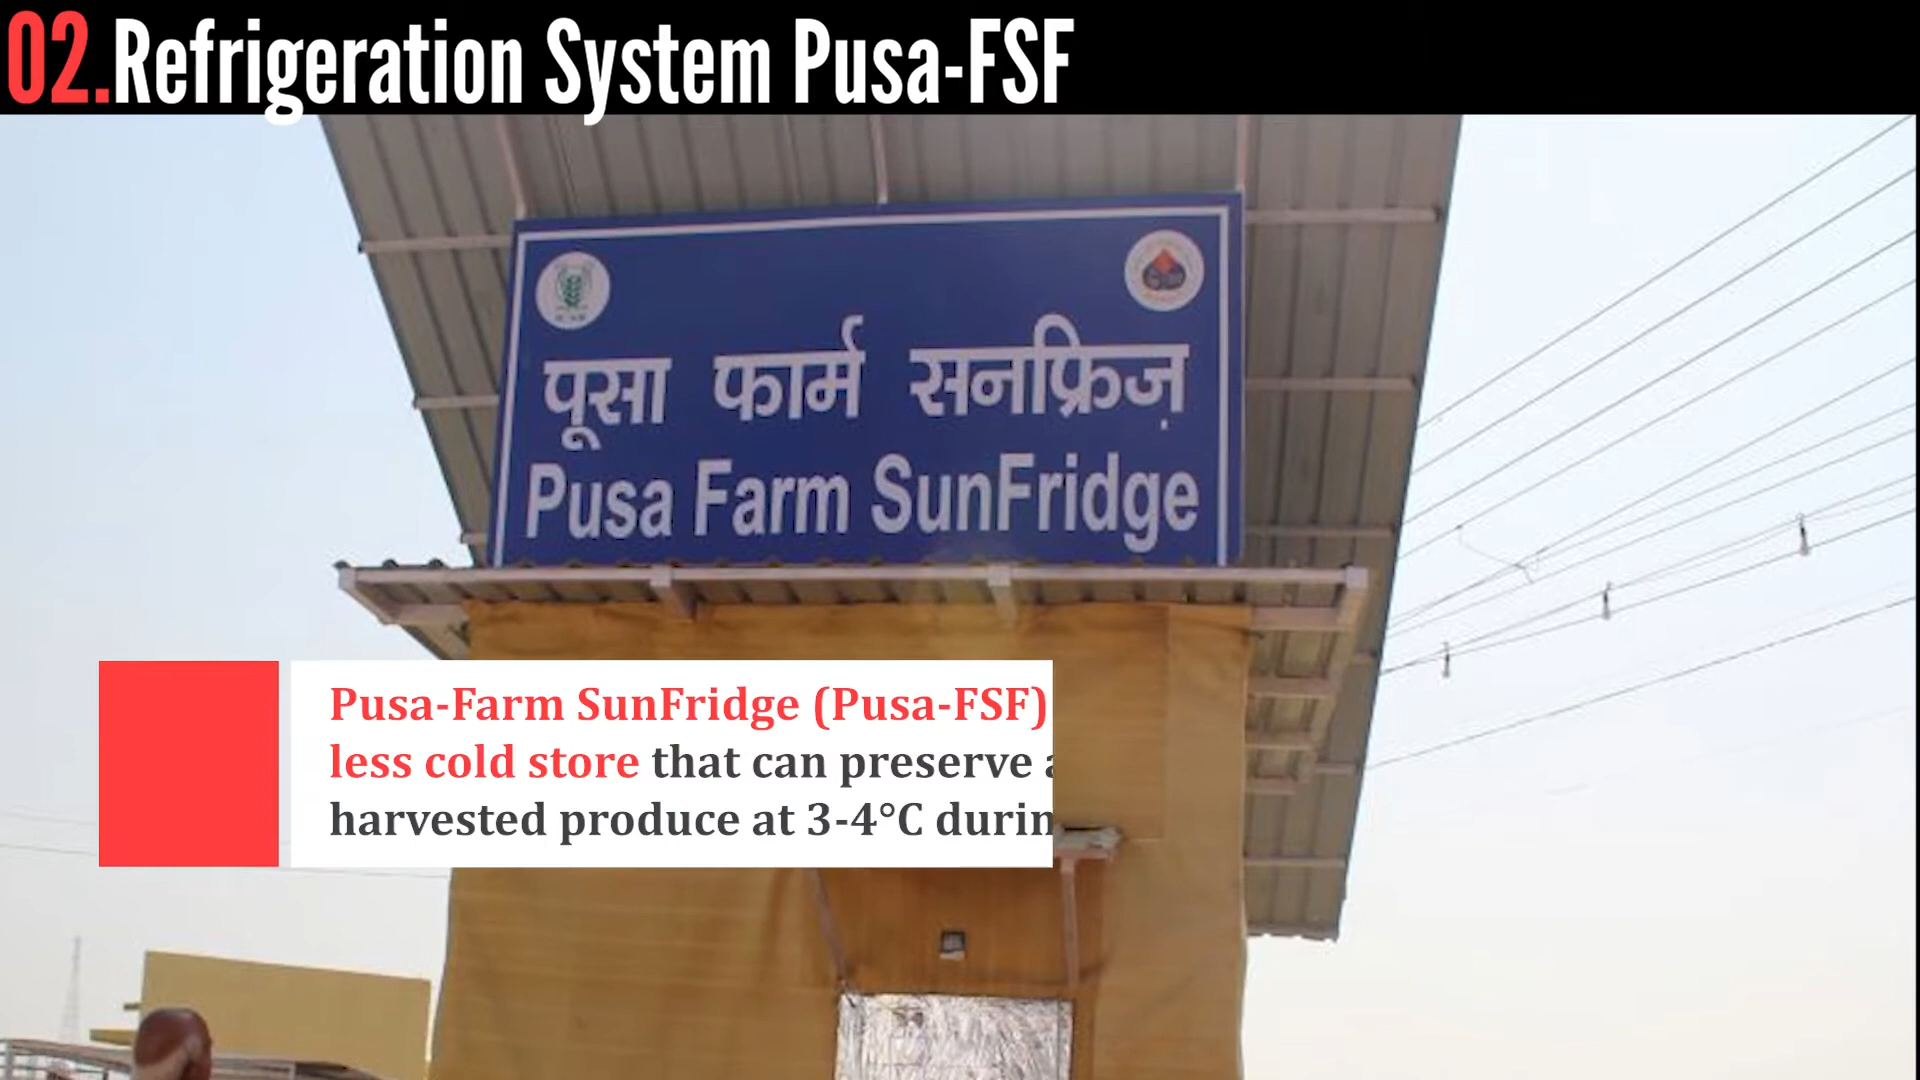 02.Refrigeration System Pusa-FSF
पूसा फार्म सनफ्रिज़
Pusa Farm SunFridge
Pusa-Farm SunFridge (Pusa-FSF)
less cold store that can preserve
harvested produce at 3-4°C durin